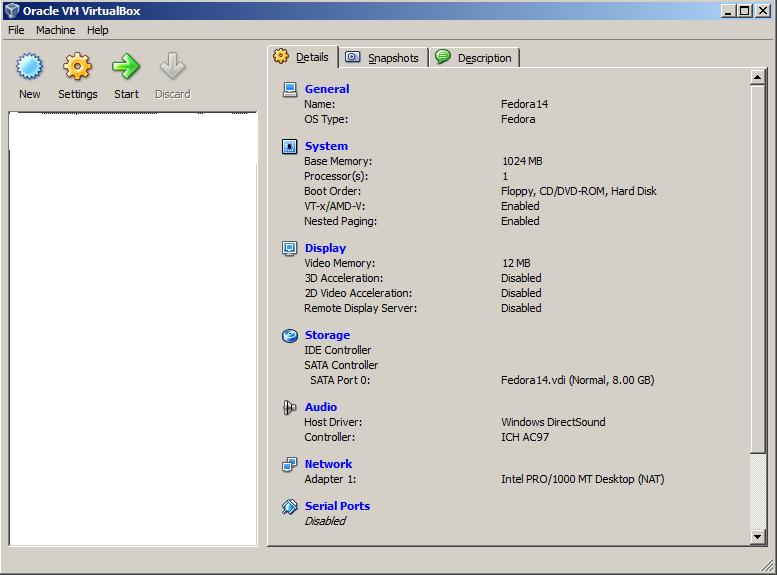 Oracle VM VirtualBox
File Machine Help
New Settings Start Discard
Details Snapshots Description
General
Name: Fedora14
OS Type: Fedora
System
Base Memory: 1024 MB
Processor(s): 1
Boot Order: Floppy, CD/DVD-ROM, Hard Disk
VT-x/AMD-V: Enabled
Nested Paging: Enabled
Display
Video Memory: 12 MB
3D Acceleration: Disabled
2D Video Acceleration: Disabled
Remote Display Server: Disabled
Storage
IDE Controller
SATA Controller
SATA Port 0: Fedora14.vdi (Normal, 8.00 GB)
Audio
Host Driver: Windows DirectSound
Controller: ICH AC97
Network
Adapter 1: Intel PRO/1000 MT Desktop (NAT)
Serial Ports
Disabled